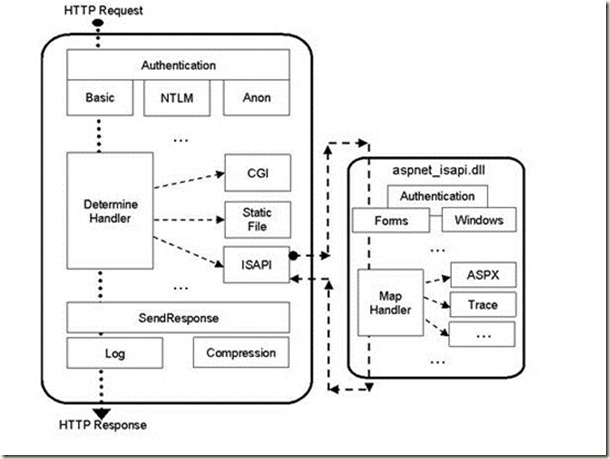 HTTP Request
Authentication
Basic
NTLM
Anon
...
Determine
Handler
CGI
Static
File
ISAPI
...
SendResponse
Log
Compression
HTTP Response
aspnet_isapi.dll
Authentication
Forms
Windows
...
Map
Handler
ASPX
Trace
...
...